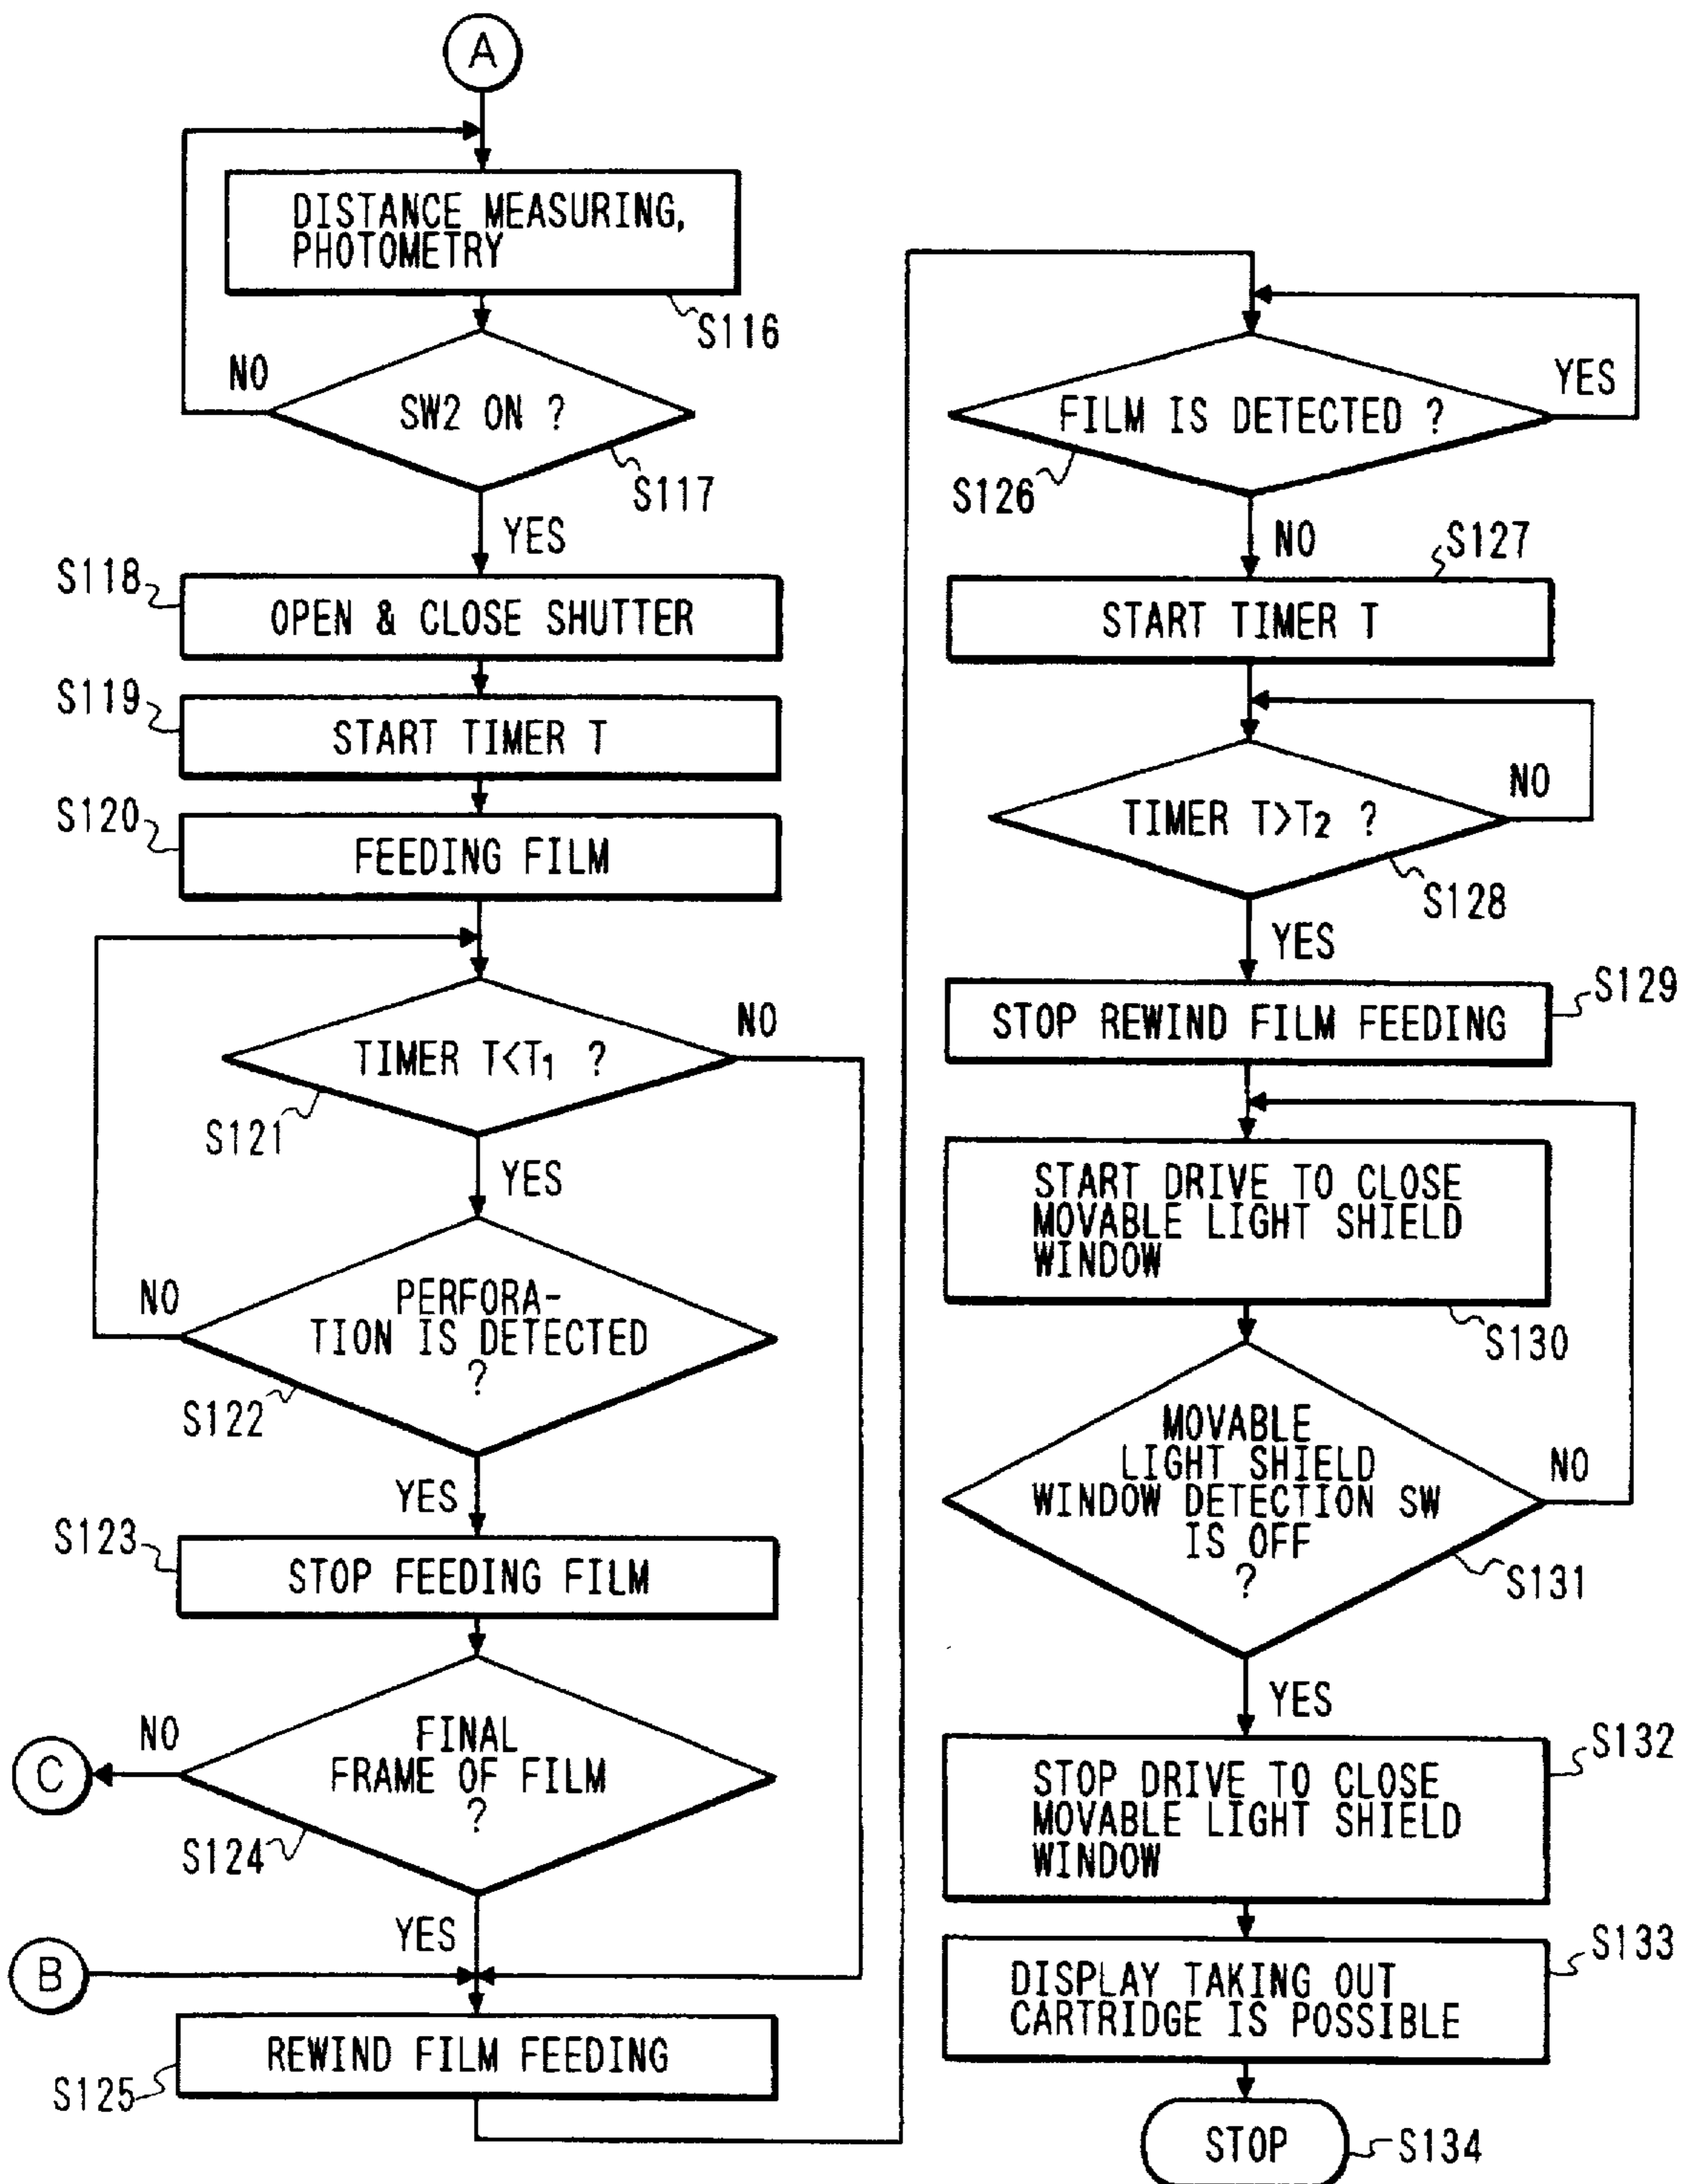 A
DISTANCE MEASURING,
PHOTOMETRY
S116
NO
SW2 ON ?
S117
YES
S118
OPEN & CLOSE SHUTTER
S119
START TIMER T
S120
FEEDING FILM
TIMER T<T1 ?
NO
S121
YES
NO
PERFORA-
TION IS DETECTED
?
S122
YES
S123
STOP FEEDING FILM
NO
C
FINAL
FRAME OF FILM
?
S124
YES
B
REWIND FILM FEEDING
S125
FILM IS DETECTED ?
YES
S126
NO
S127
START TIMER T
TIMER T>T2 ?
NO
S128
YES
S129
STOP REWIND FILM FEEDING
START DRIVE TO CLOSE
MOVABLE LIGHT SHIELD
WINDOW
S130
MOVABLE
LIGHT SHIELD
WINDOW DETECTION SW
IS OFF
?
NO
S131
YES
S132
STOP DRIVE TO CLOSE
MOVABLE LIGHT SHIELD
WINDOW
S133
DISPLAY TAKING OUT
CARTRIDGE IS POSSIBLE
STOP
S134